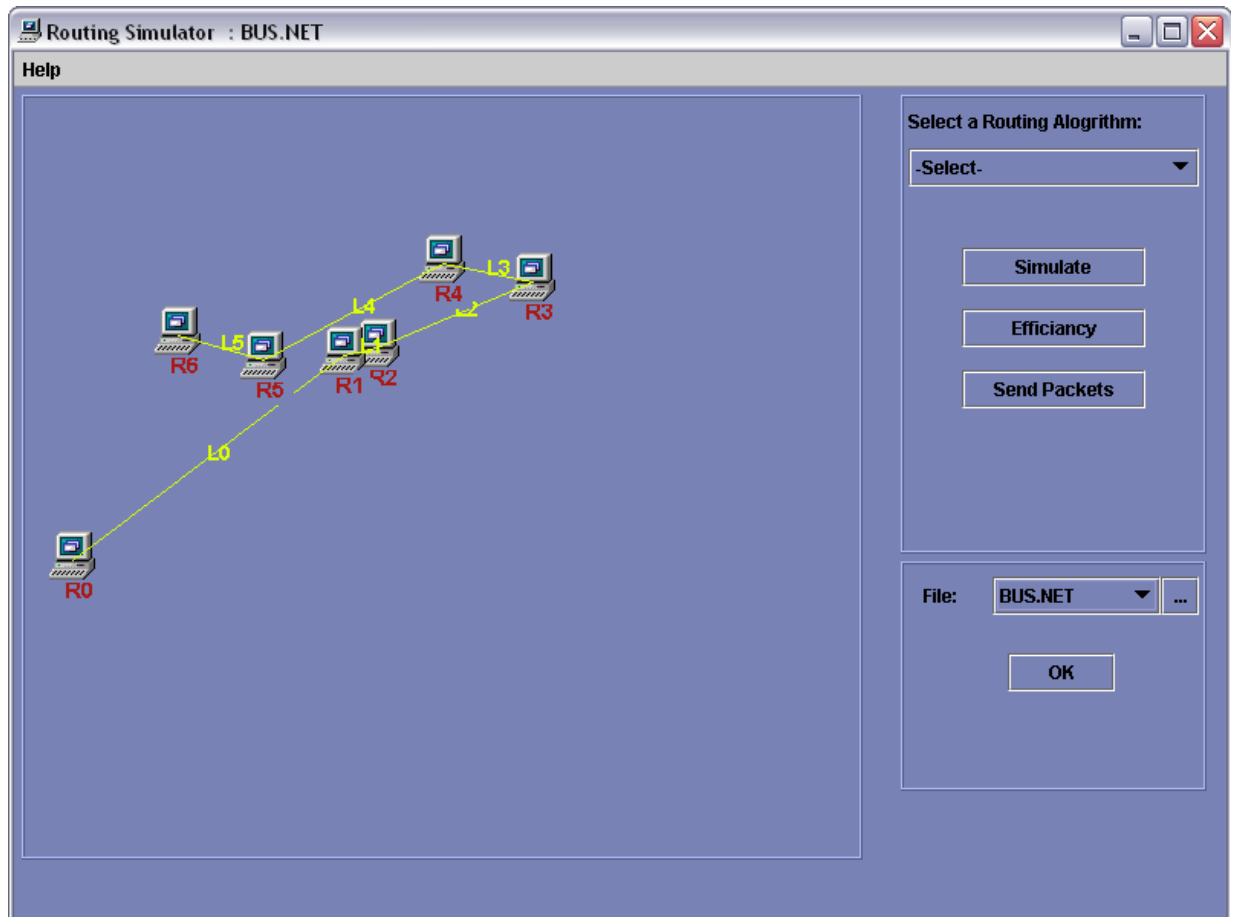 Routing Simulator : BUS.NET
Help
Select a Routing Alogrithm:
-Select-
Simulate
Efficiancy
Send Packets
File:
BUS.NET
...
OK
R4
L3
R3
L4
L2
R6
L5
R5
R1
L1
R2
L0
R0